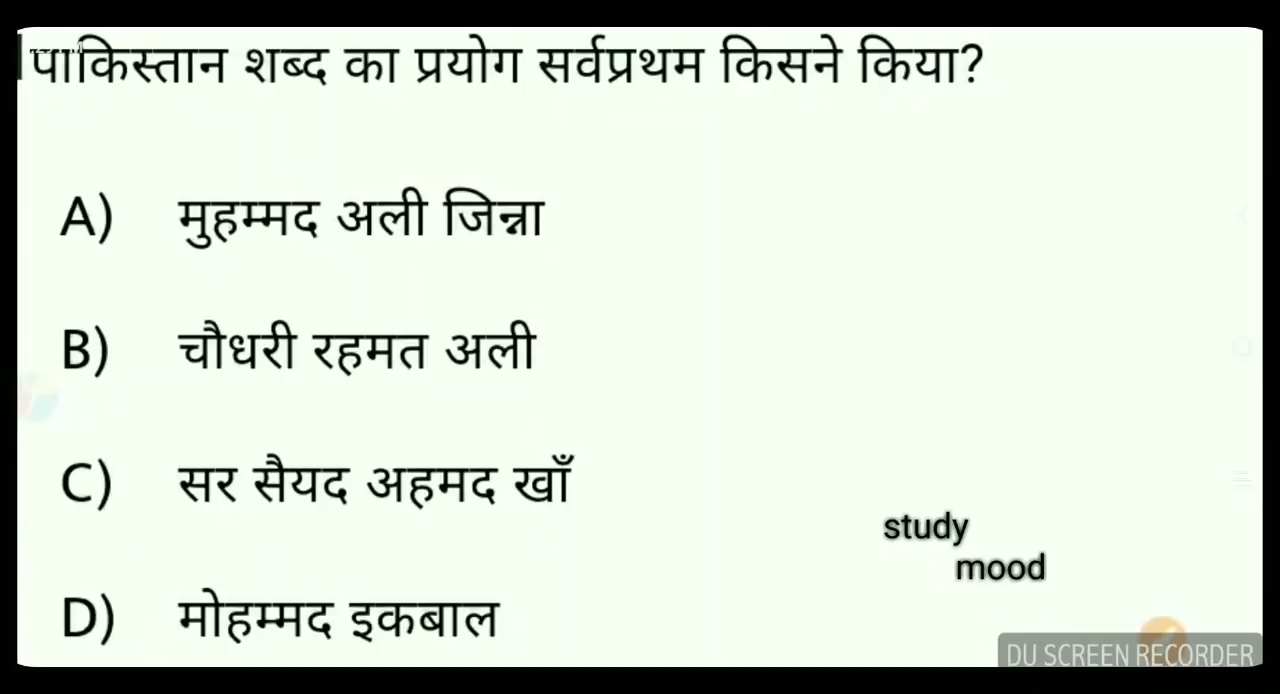 पाकिस्तान शब्द का प्रयोग सर्वप्रथम किसने किया?
A) मुहम्मद अली जिन्ना
B) चौधरी रहमत अली
C) सर सैयद अहमद खाँ
study
mood
D) मोहम्मद इकबाल
DU SCREEN RECORDER